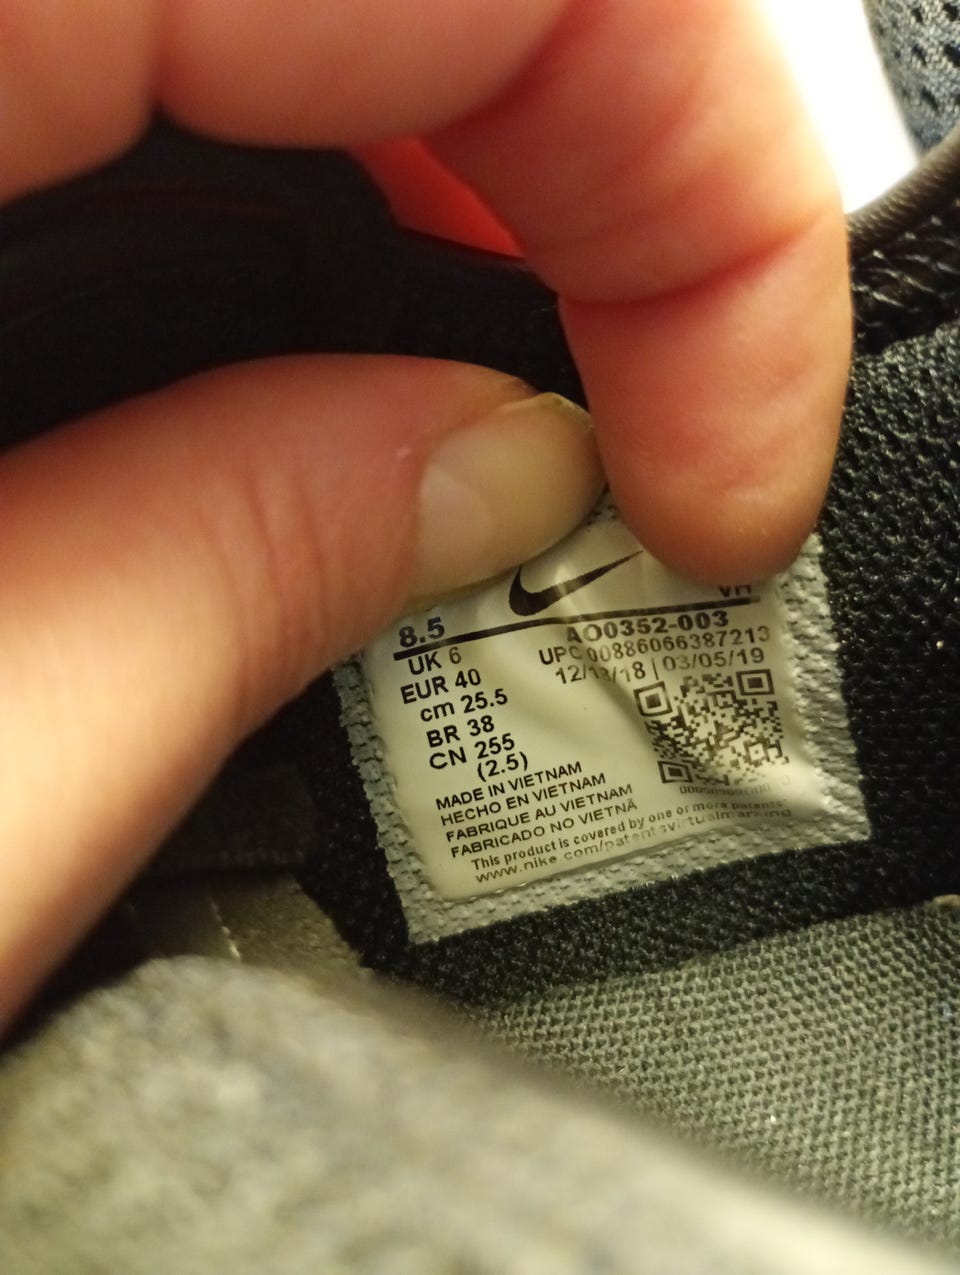 8.5
UK 6
EUR 40
cm 25.5
BR 38
CN 255
(2.5)
VH
AO0352-003
UPC 00886066387213
12/13/18 | 03/05/19
MADE IN VIETNAM
HECHO EN VIETNAM
FABRIQUE AU VIETNAM
FABRICADO NO VIETNÃ
This product is covered by one or more patents.
www.nike.com/patentsvirtualmarking